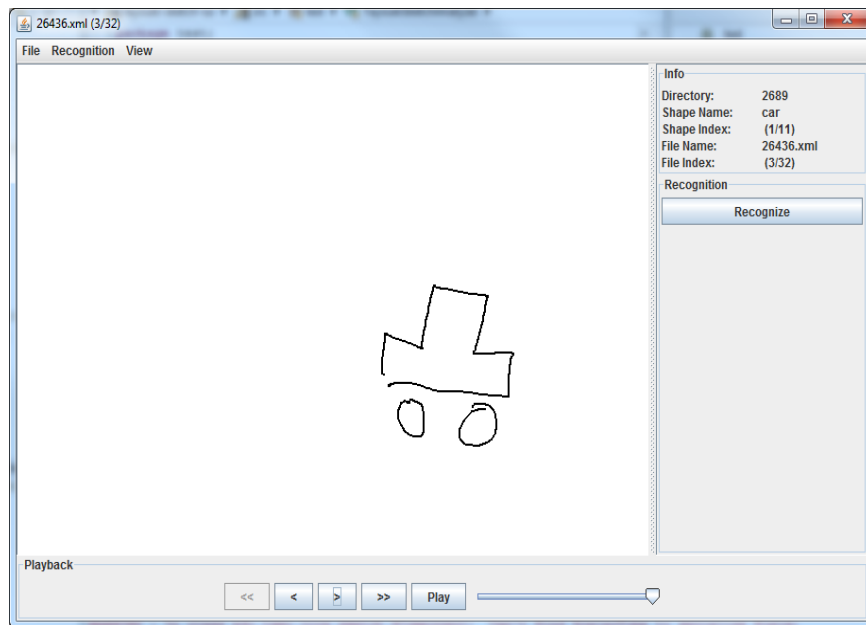 26436.xml (3/32)
File Recognition View
Info
Directory: 2689
Shape Name: car
Shape Index: (1/11)
File Name: 26436.xml
File Index: (3/32)
Recognition
Recognize
Playback
<< < > >> Play